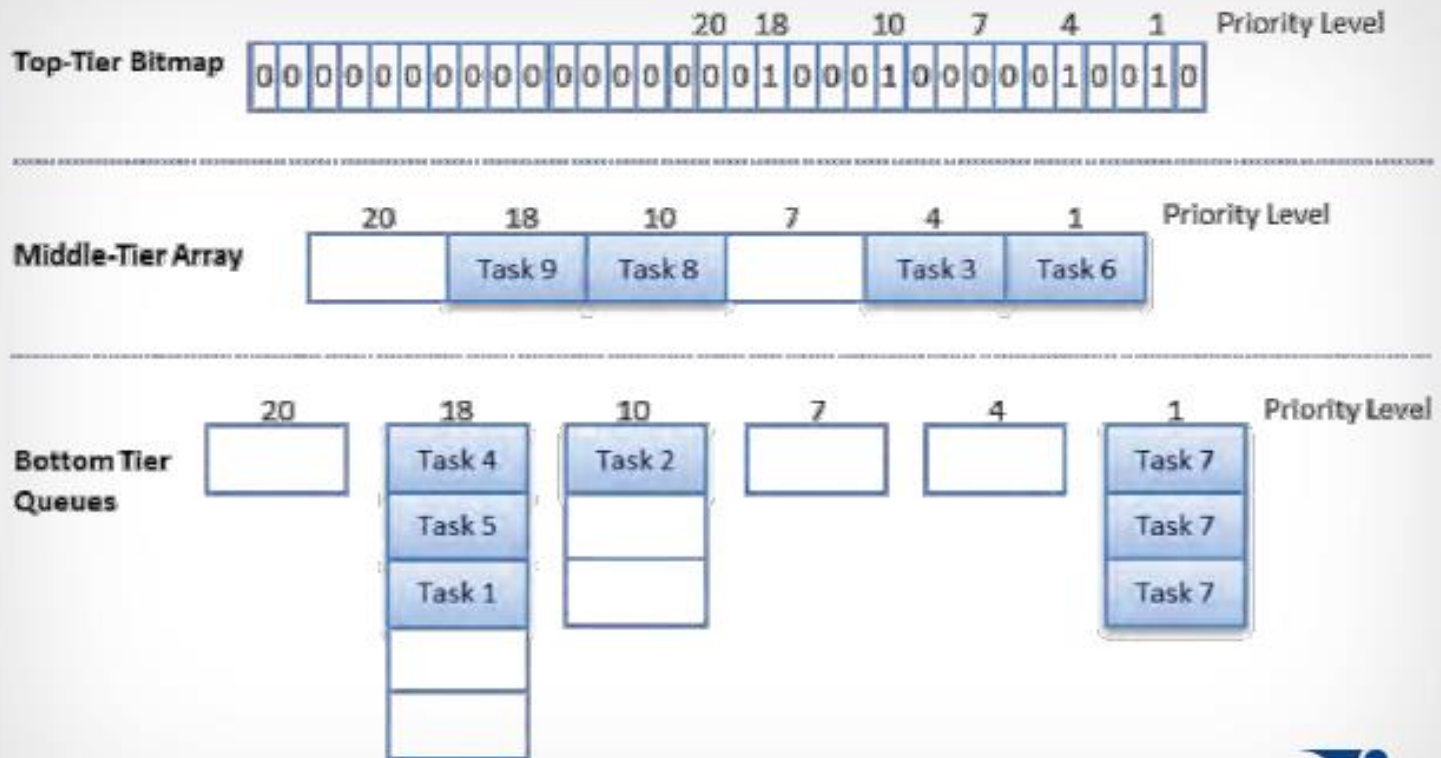 20 18 10 7 4 1 Priority Level
Top-Tier Bitmap 0 0 0 0 0 0 0 0 0 0 0 0 0 0 0 0 0 1 0 0 0 1 0 0 0 0 0 1 0 0 1 0
20 18 10 7 4 1 Priority Level
Middle-Tier Array Task 9 Task 8 Task 3 Task 6
20 18 10 7 4 1 Priority Level
Bottom Tier Task 4 Task 2 Task 7
Queues Task 5 Task 7
Task 1 Task 7